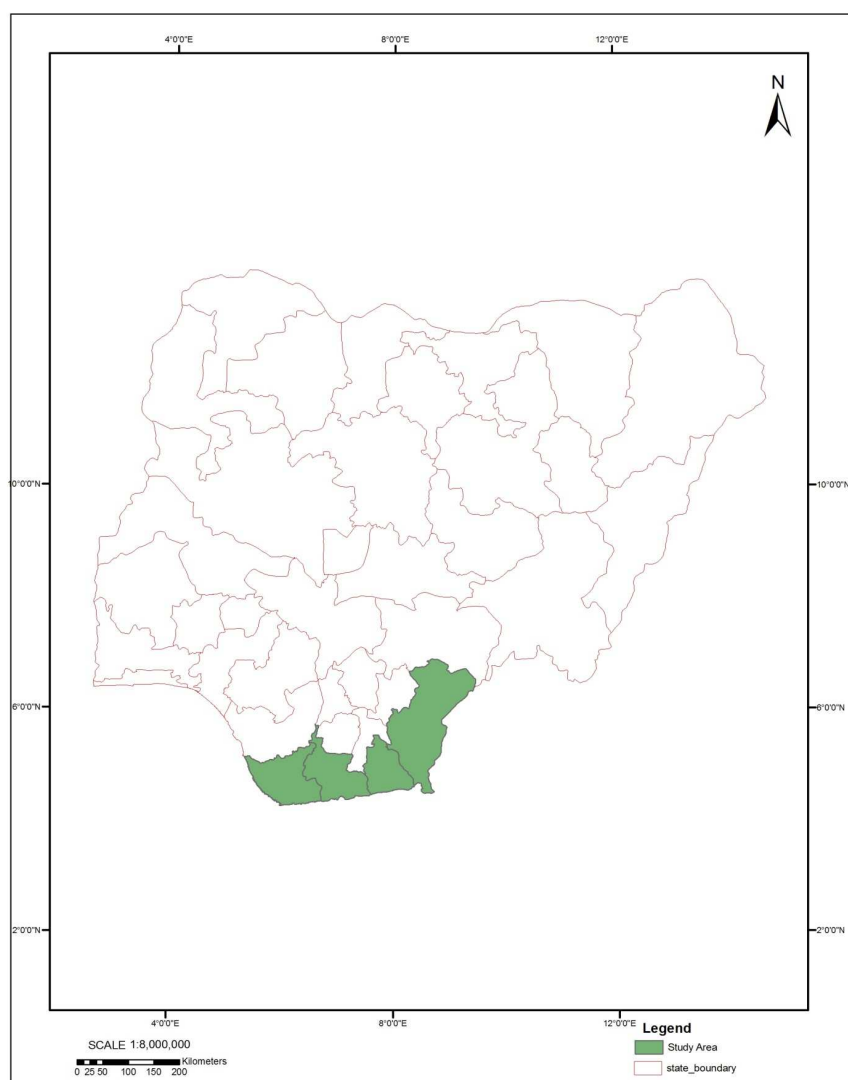 4°0'0"E 8°0'0"E 12°0'0"E
N
10°0'0"N 10°0'0"N
6°0'0"N 6°0'0"N
2°0'0"N 2°0'0"N
4°0'0"E 8°0'0"E 12°0'0"E
SCALE 1:8,000,000
Kilometers
0 25 50 100 150 200
Legend
Study Area
state_boundary